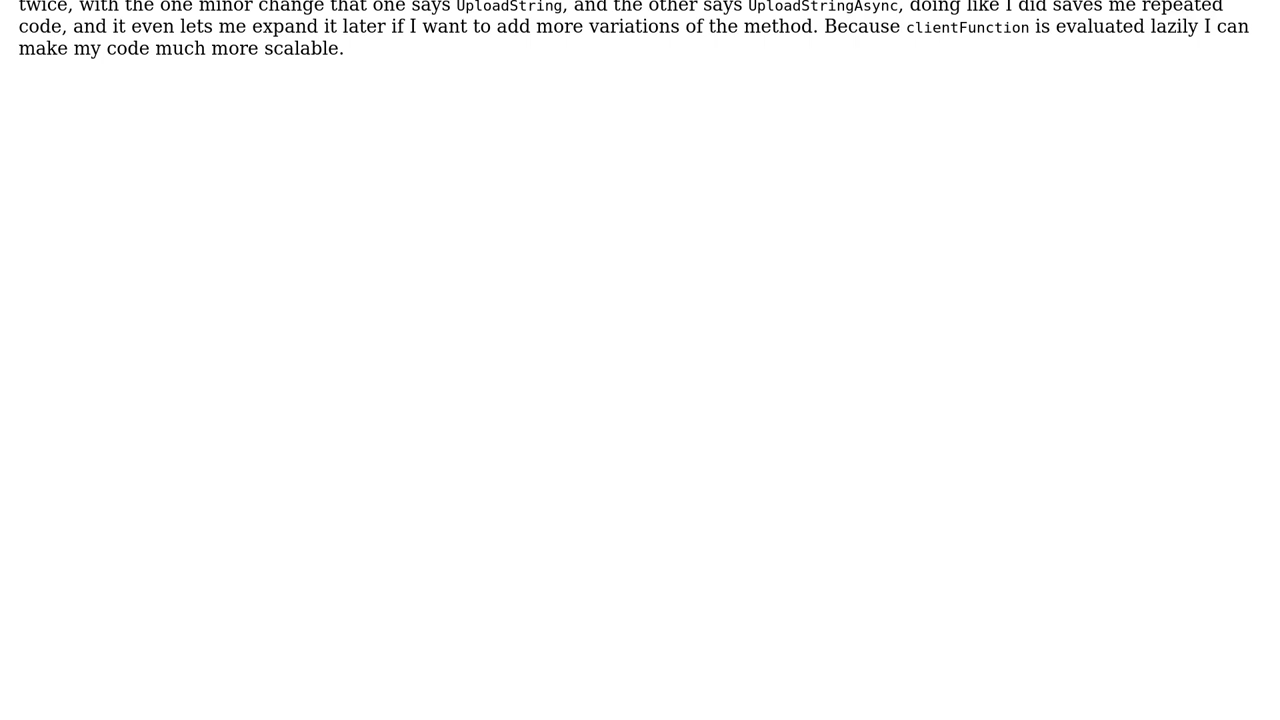 twice, with the one minor change that one says UploadString, and the other says UploadStringAsync, doing like I did saves me repeated
code, and it even lets me expand it later if I want to add more variations of the method. Because clientFunction is evaluated lazily I can
make my code much more scalable.